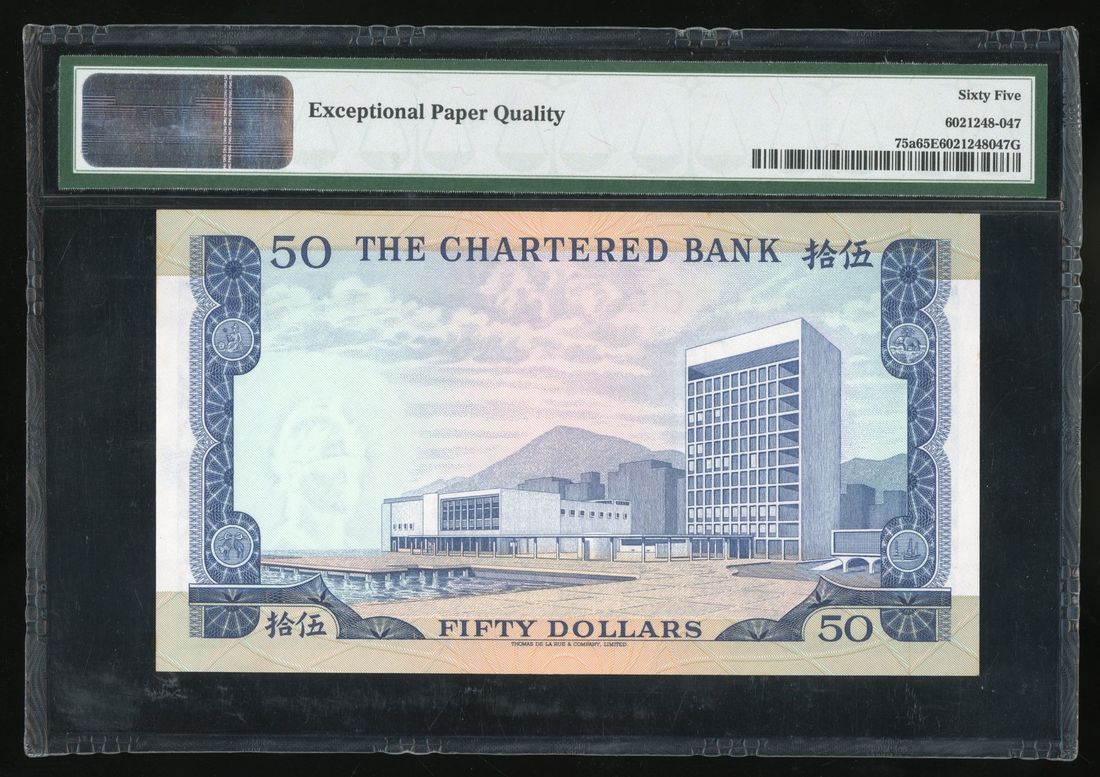 Exceptional Paper Quality
Sixty Five
6021248-047
75a65E6021248047G
50 THE CHARTERED BANK 拾伍
拾伍 FIFTY DOLLARS 50
THOMAS DE LA RUE & COMPANY, LIMITED.